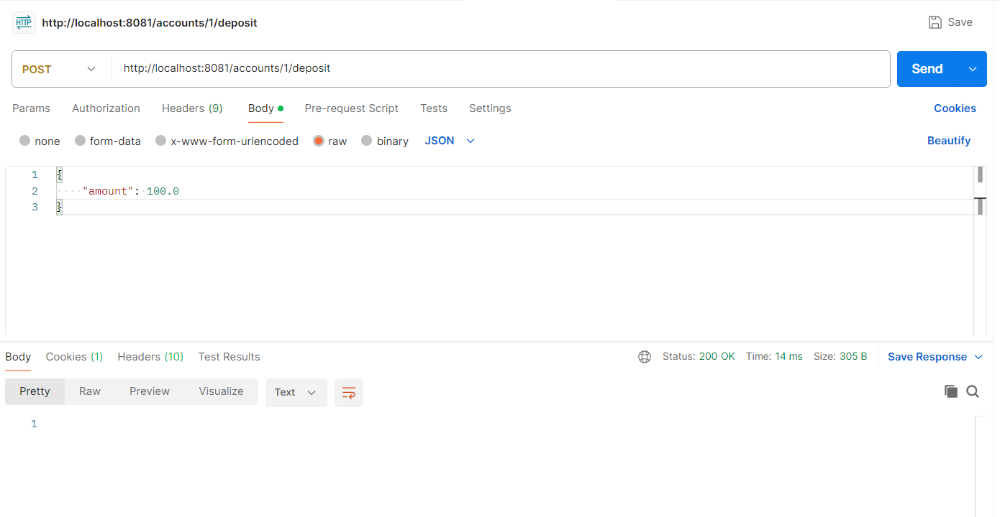 HTTP http://localhost:8081/accounts/1/deposit Save
POST http://localhost:8081/accounts/1/deposit Send
Params Authorization Headers (9) Body Pre-request Script Tests Settings Cookies
none form-data x-www-form-urlencoded raw binary JSON Beautify
1 {
2 "amount": 100.0
3 }
Body Cookies (1) Headers (10) Test Results Status: 200 OK Time: 14 ms Size: 305 B Save Response
Pretty Raw Preview Visualize Text
1